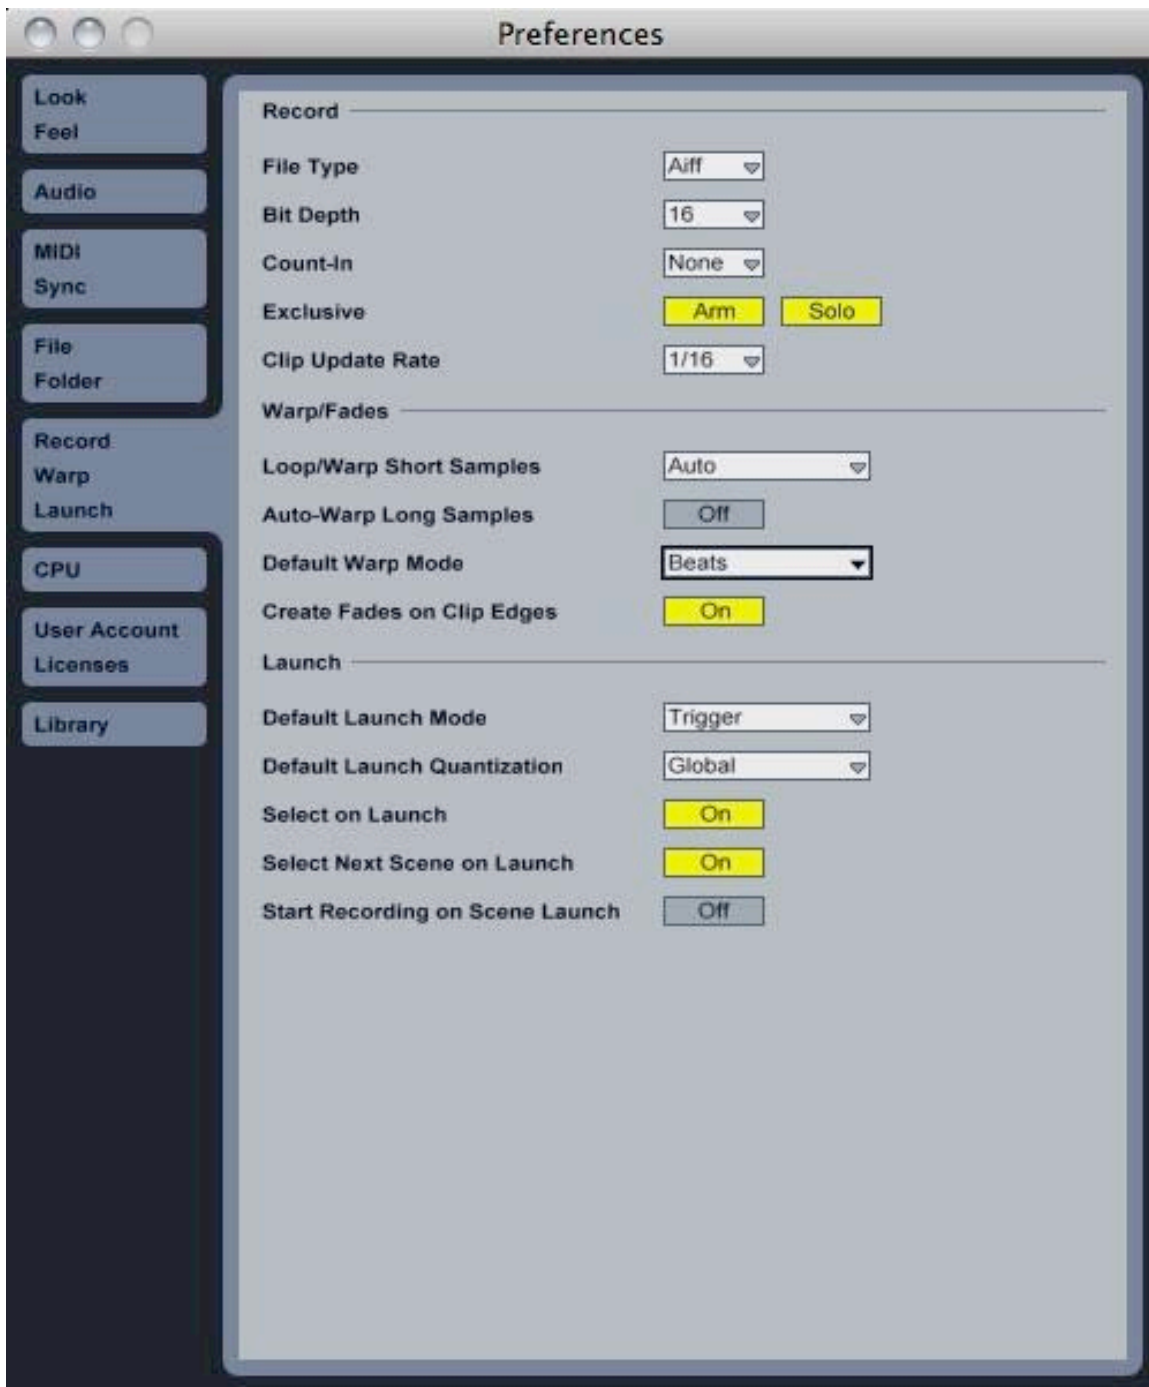 Preferences
Look
Feel
Audio
MIDI
Sync
File
Folder
Record
Warp
Launch
CPU
User Account
Licenses
Library
Record
File Type Aiff
Bit Depth 16
Count-In None
Exclusive Arm Solo
Clip Update Rate 1/16
Warp/Fades
Loop/Warp Short Samples Auto
Auto-Warp Long Samples Off
Default Warp Mode Beats
Create Fades on Clip Edges On
Launch
Default Launch Mode Trigger
Default Launch Quantization Global
Select on Launch On
Select Next Scene on Launch On
Start Recording on Scene Launch Off